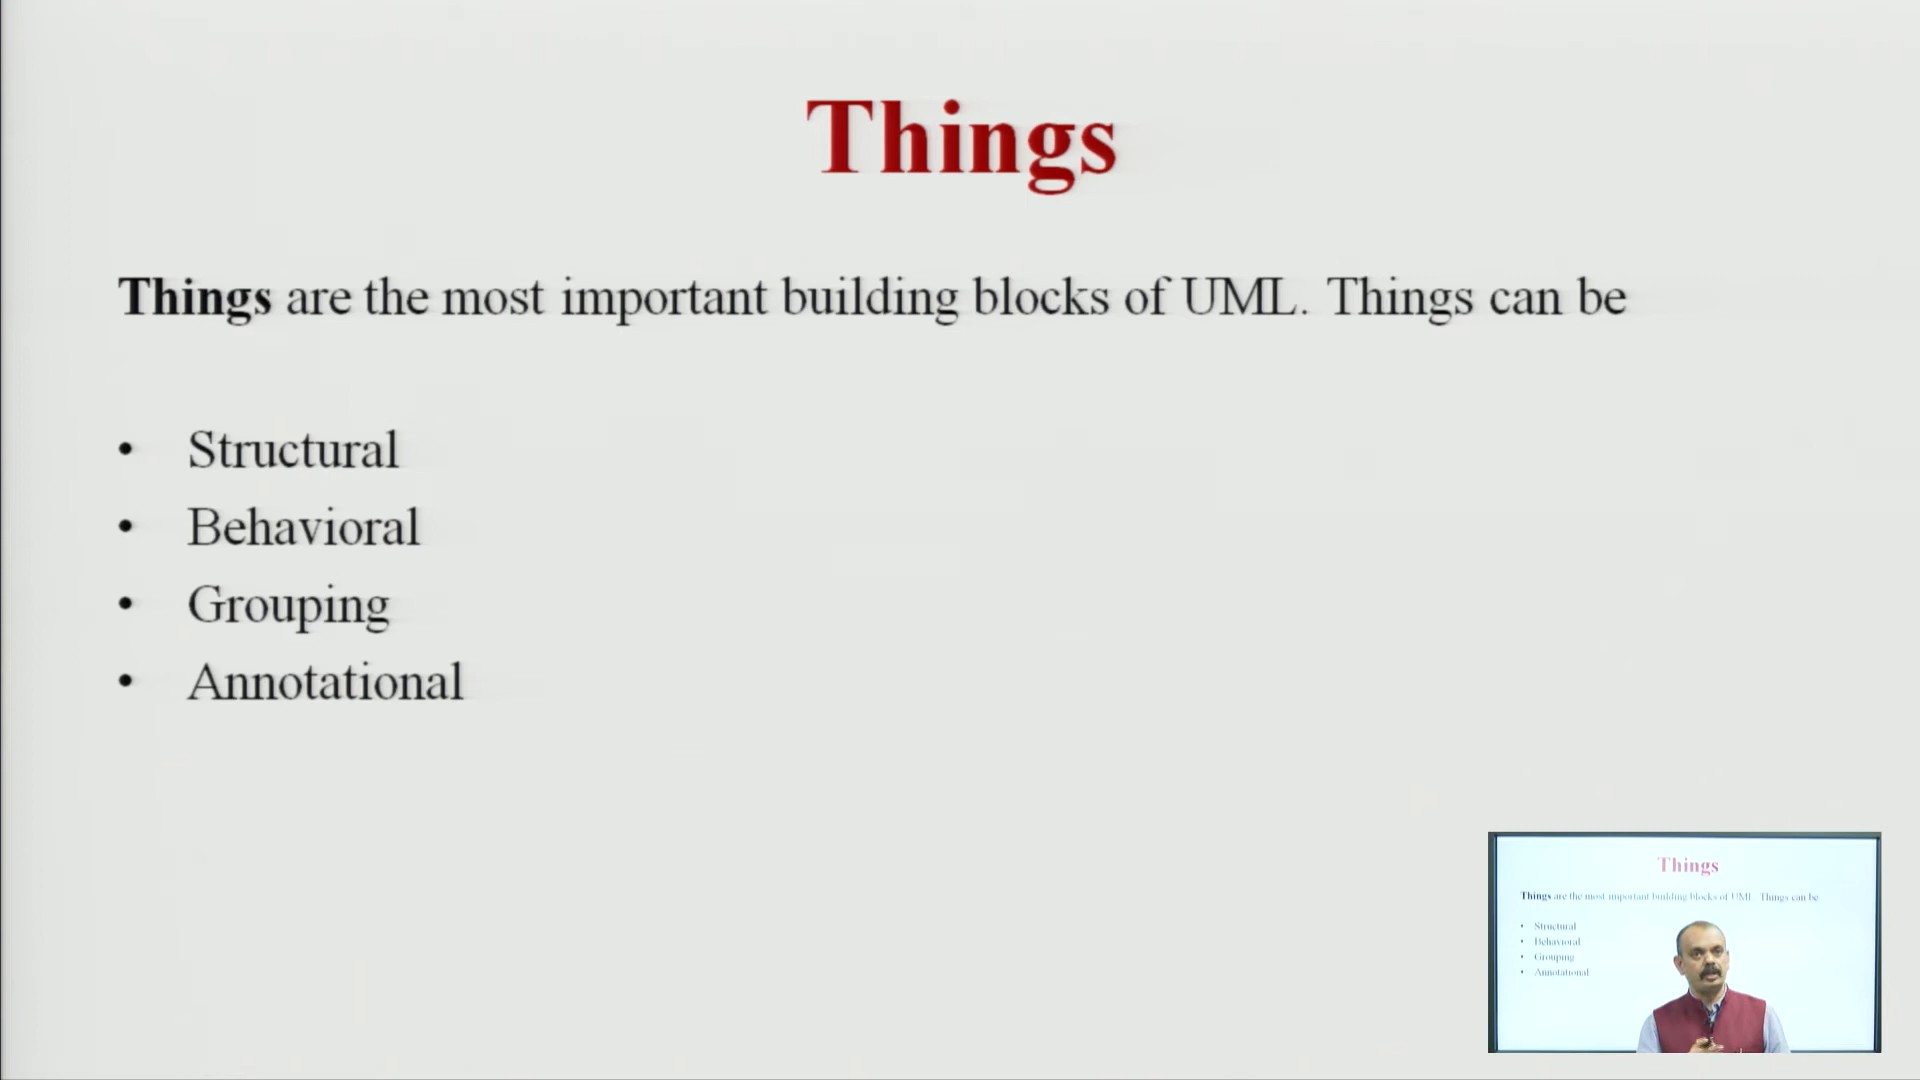 Things
Things are the most important building blocks of UML. Things can be
• Structural
• Behavioral
• Grouping
• Annotational
Things
Things are the most important building blocks of UML. Things can be
• Structural
• Behavioral
• Grouping
• Annotational